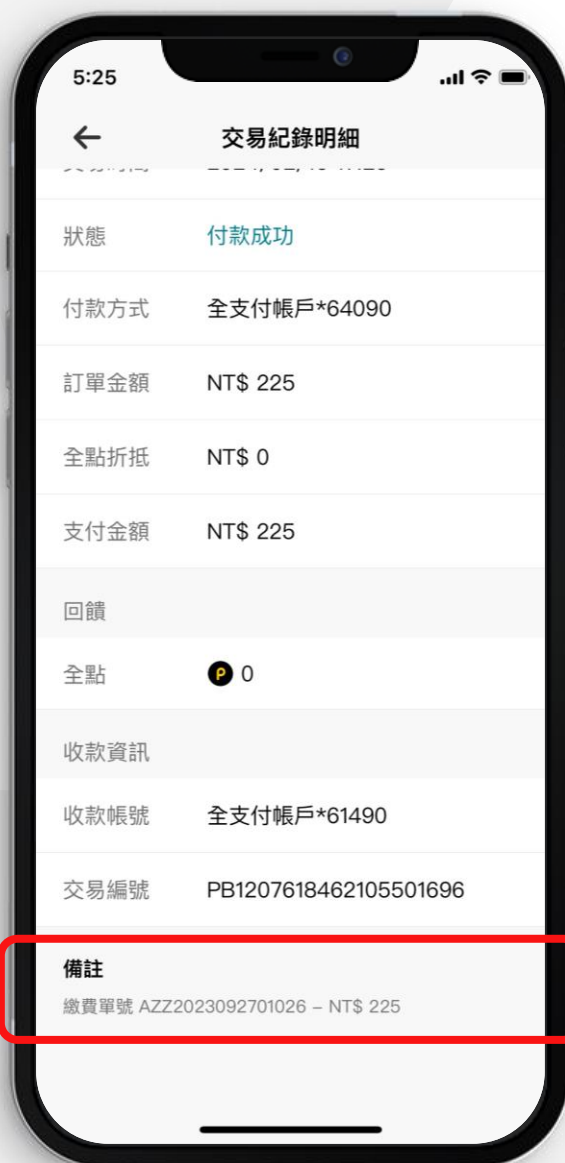 5:25
交易紀錄明細
狀態 付款成功
付款方式 全支付帳戶*64090
訂單金額 NT$ 225
全點折抵 NT$ 0
支付金額 NT$ 225
回饋
全點 P 0
收款資訊
收款帳號 全支付帳戶*61490
交易編號 PB1207618462105501696
備註
繳費單號 AZZ2023092701026 – NT$ 225